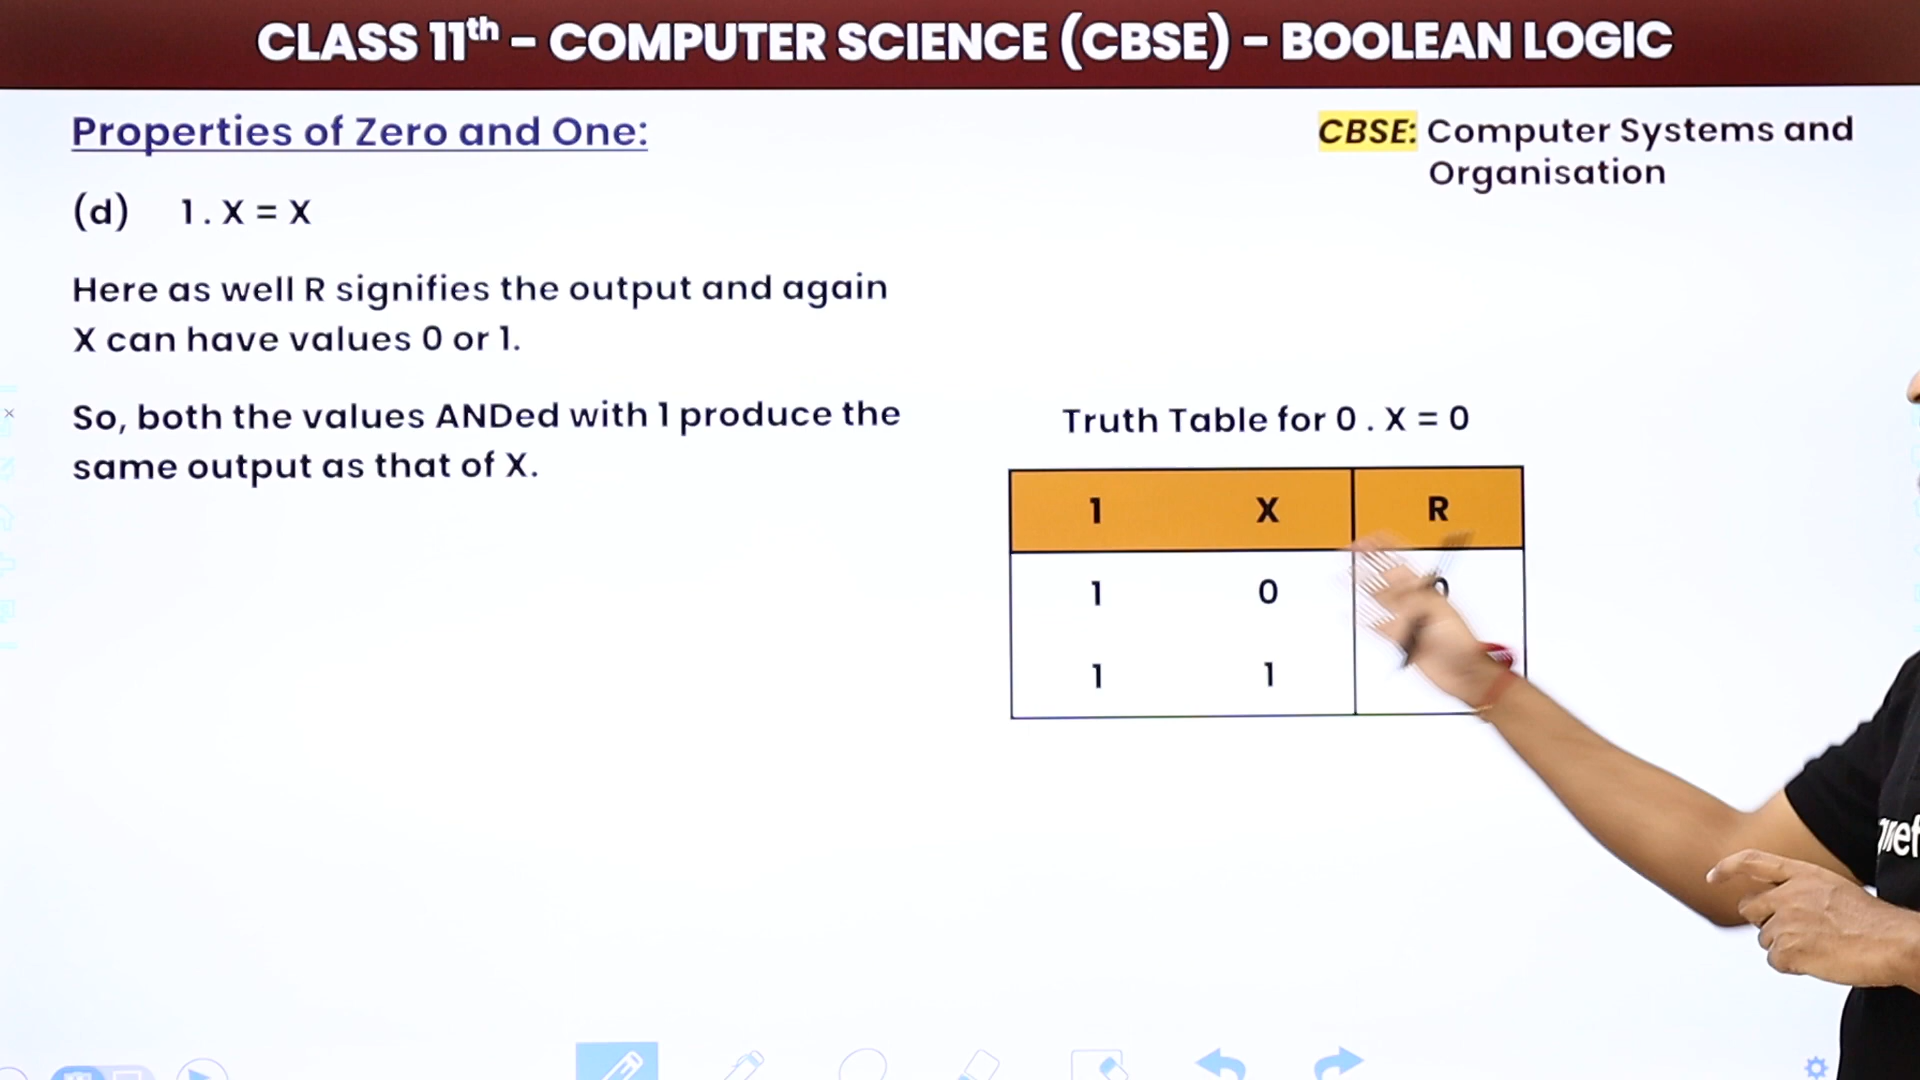 CLASS 11th - COMPUTER SCIENCE (CBSE) - BOOLEAN LOGIC
Properties of Zero and One:
CBSE: Computer Systems and
Organisation
(d) 1 . X = X
Here as well R signifies the output and again
X can have values 0 or 1.
So, both the values ANDed with 1 produce the
same output as that of X.
Truth Table for 0 . X = 0
1 X R
1 0
1 1